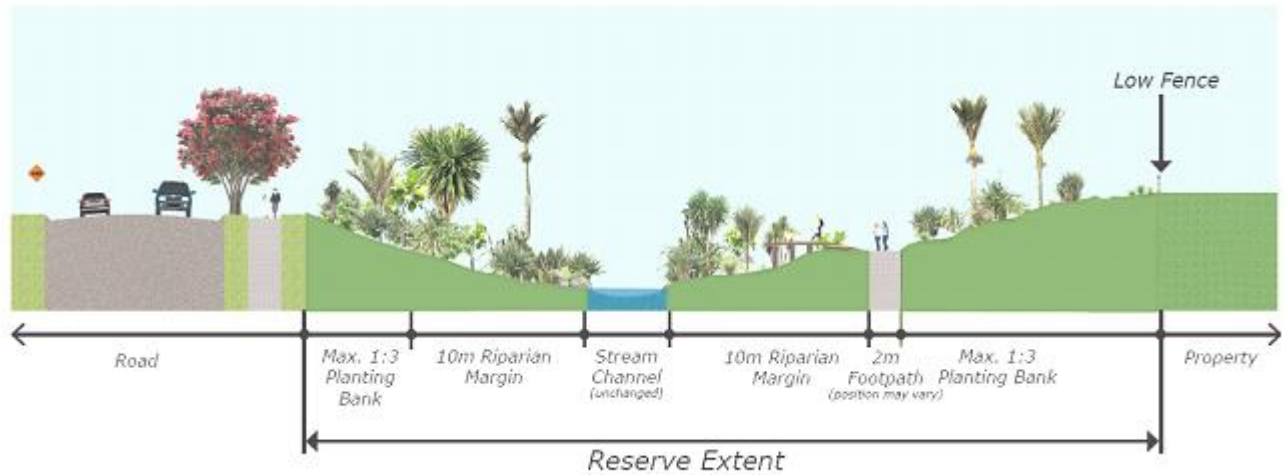 Low Fence
Road
Max. 1:3
Planting
Bank
10m Riparian
Margin
Stream
Channel
(unchanged)
10m Riparian
Margin
2m
Footpath
(position may vary)
Max. 1:3
Planting Bank
Property
Reserve Extent